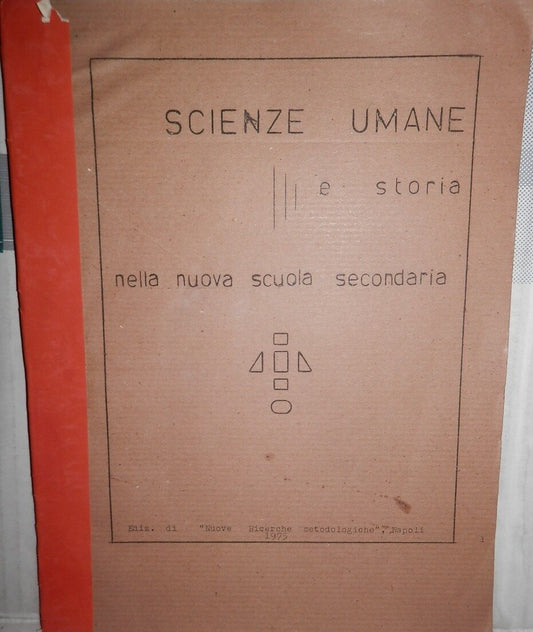 SCIENZE UMANE
e storia
nella nuova scuola secondaria
Ediz. di "Nuove Ricerche metodologiche", Napoli
1975